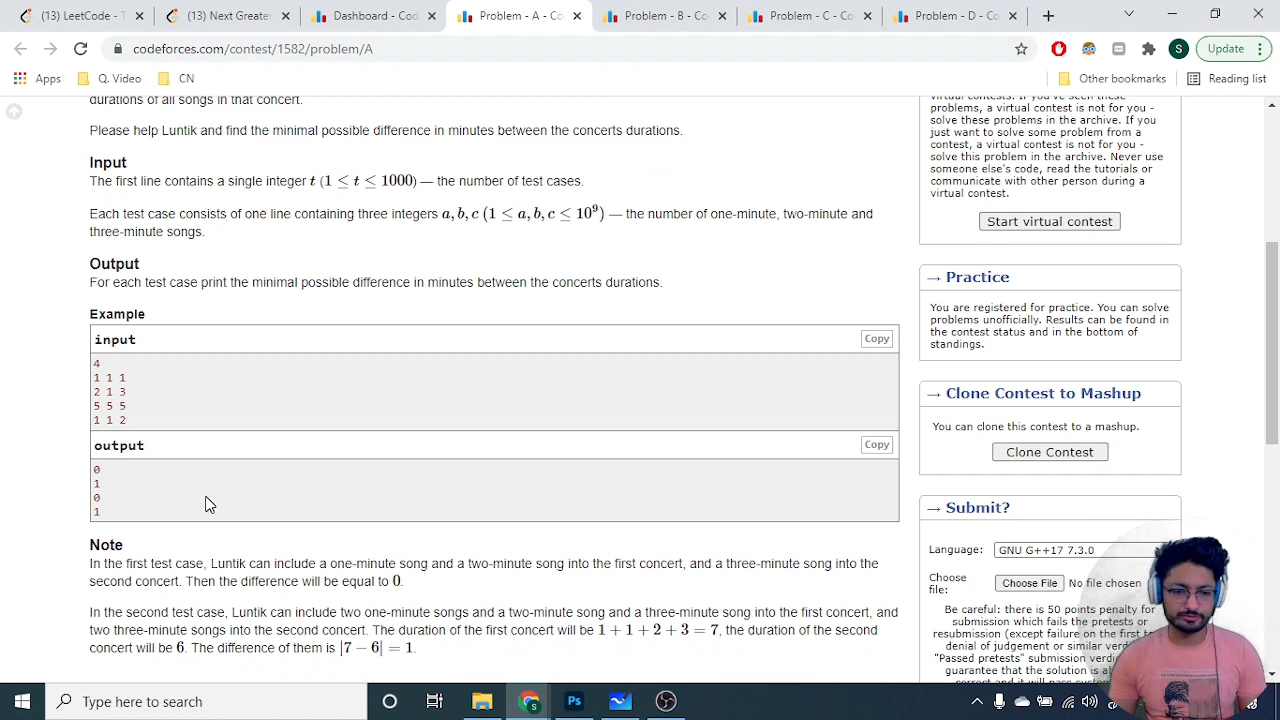 (13) LeetCode - T
(13) Next Greater
Dashboard - Cod
Problem - A - Co
Problem - B - Co
Problem - C - Co
Problem - D - Co
codeforces.com/contest/1582/problem/A
S
Update
Apps
Q. Video
CN
Other bookmarks
Reading list
durations of all songs in that concert.
Please help Luntik and find the minimal possible difference in minutes between the concerts durations.
Input
The first line contains a single integer t (1 ≤ t ≤ 1000) — the number of test cases.
Each test case consists of one line containing three integers a, b, c (1 ≤ a, b, c ≤ 10⁹) — the number of one-minute, two-minute and
three-minute songs.
Output
For each test case print the minimal possible difference in minutes between the concerts durations.
Example
input
Copy
4
1 1 1
2 1 3
5 5 5
1 1 2
output
Copy
0
1
0
1
Note
In the first test case, Luntik can include a one-minute song and a two-minute song into the first concert, and a three-minute song into the
second concert. Then the difference will be equal to 0.
In the second test case, Luntik can include two one-minute songs and a two-minute song and a three-minute song into the first concert, and
two three-minute songs into the second concert. The duration of the first concert will be 1 + 1 + 2 + 3 = 7, the duration of the second
concert will be 6. The difference of them is |7 − 6| = 1.
virtual contests. If you've seen these
problems, a virtual contest is not for you -
solve these problems in the archive. If you
just want to solve some problem from a
contest, a virtual contest is not for you -
solve this problem in the archive. Never use
someone else's code, read the tutorials or
communicate with other person during a
virtual contest.
Start virtual contest
→ Practice
You are registered for practice. You can solve
problems unofficially. Results can be found in
the contest status and in the bottom of
standings.
→ Clone Contest to Mashup
You can clone this contest to a mashup.
Clone Contest
→ Submit?
Language:
GNU G++17 7.3.0
Choose
file:
Choose File
No file chosen
Be careful: there is 50 points penalty for
submission which fails the pretests or
resubmission (except failure on the first
denial of judgement or similar
"Passed pretests" submission
guarantee that the solution is
Type here to search